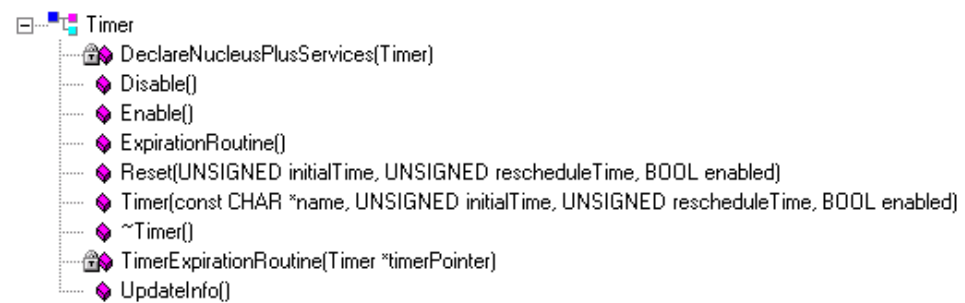 Timer
DeclareNucleusPlusServices(Timer)
Disable()
Enable()
ExpirationRoutine()
Reset(UNSIGNED initialTime, UNSIGNED rescheduleTime, BOOL enabled)
Timer(const CHAR *name, UNSIGNED initialTime, UNSIGNED rescheduleTime, BOOL enabled)
~Timer()
TimerExpirationRoutine(Timer *timerPointer)
UpdateInfo()